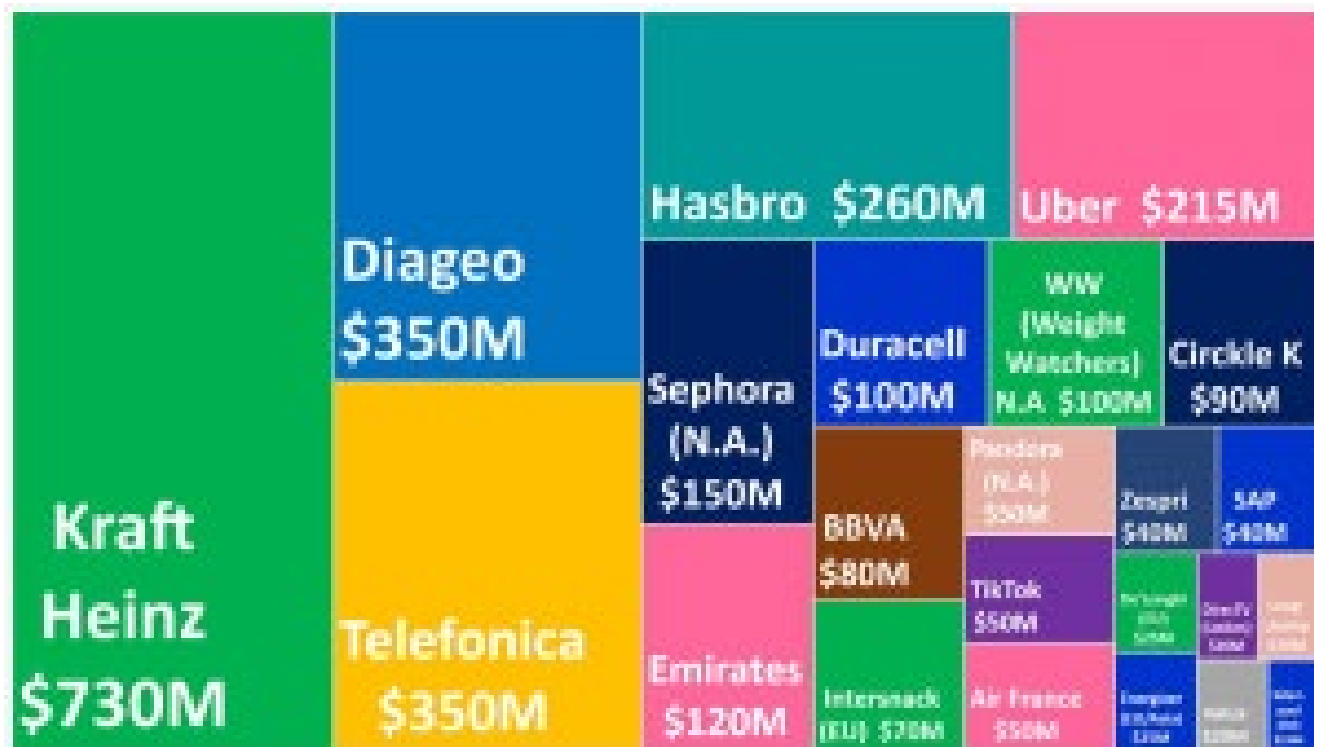 Kraft
Heinz
$730M
Diageo
$350M
Telefonica
$350M
Hasbro $260M
Uber $215M
Sephora
(N.A.)
$150M
Emirates
$120M
Duracell
$100M
WW
(Weight
Watchers)
N.A $100M
Circkle K
$90M
BBVA
$80M
Intersnack
(EU) $70M
Pandora
(N.A.)
$50M
TikTok
$50M
Air France
$50M
Zespri
$40M
SAP
$40M